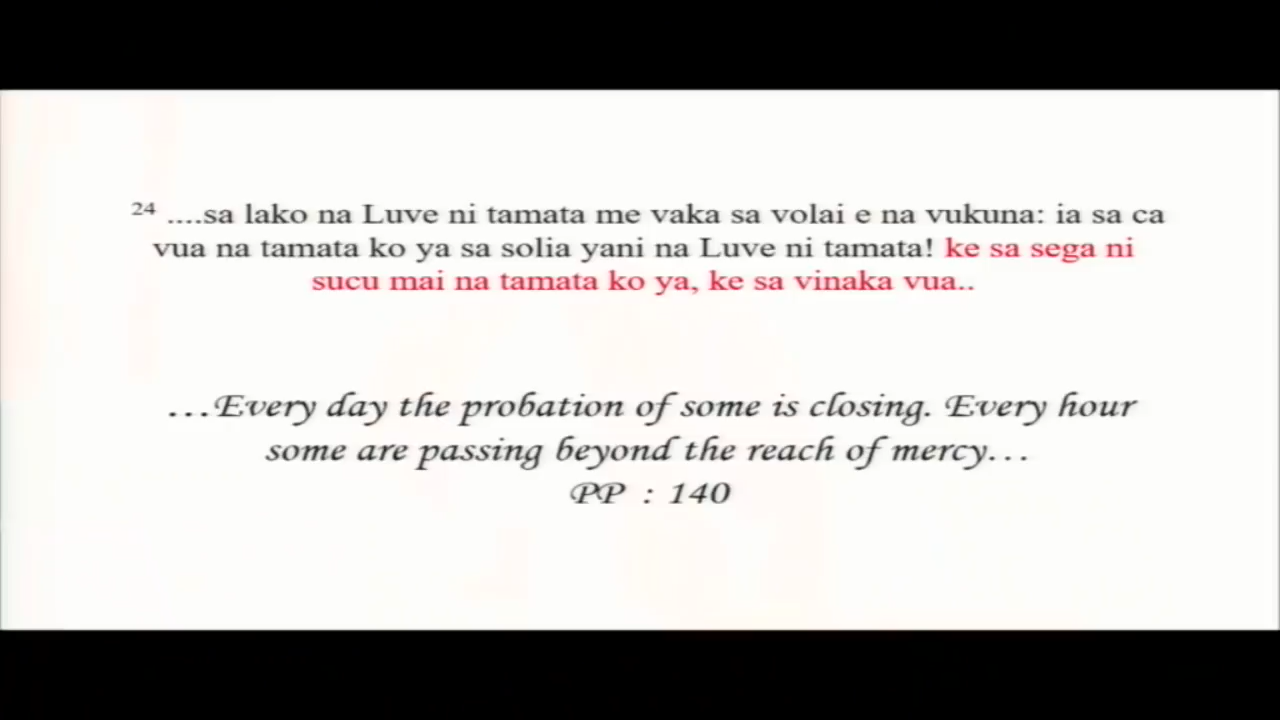 24 ....sa lako na Luve ni tamata me vaka sa volai e na vukuna: ia sa ca
vua na tamata ko ya sa solia yani na Luve ni tamata! ke sa sega ni
sucu mai na tamata ko ya, ke sa vinaka vua..
...Every day the probation of some is closing. Every hour
some are passing beyond the reach of mercy...
PP : 140